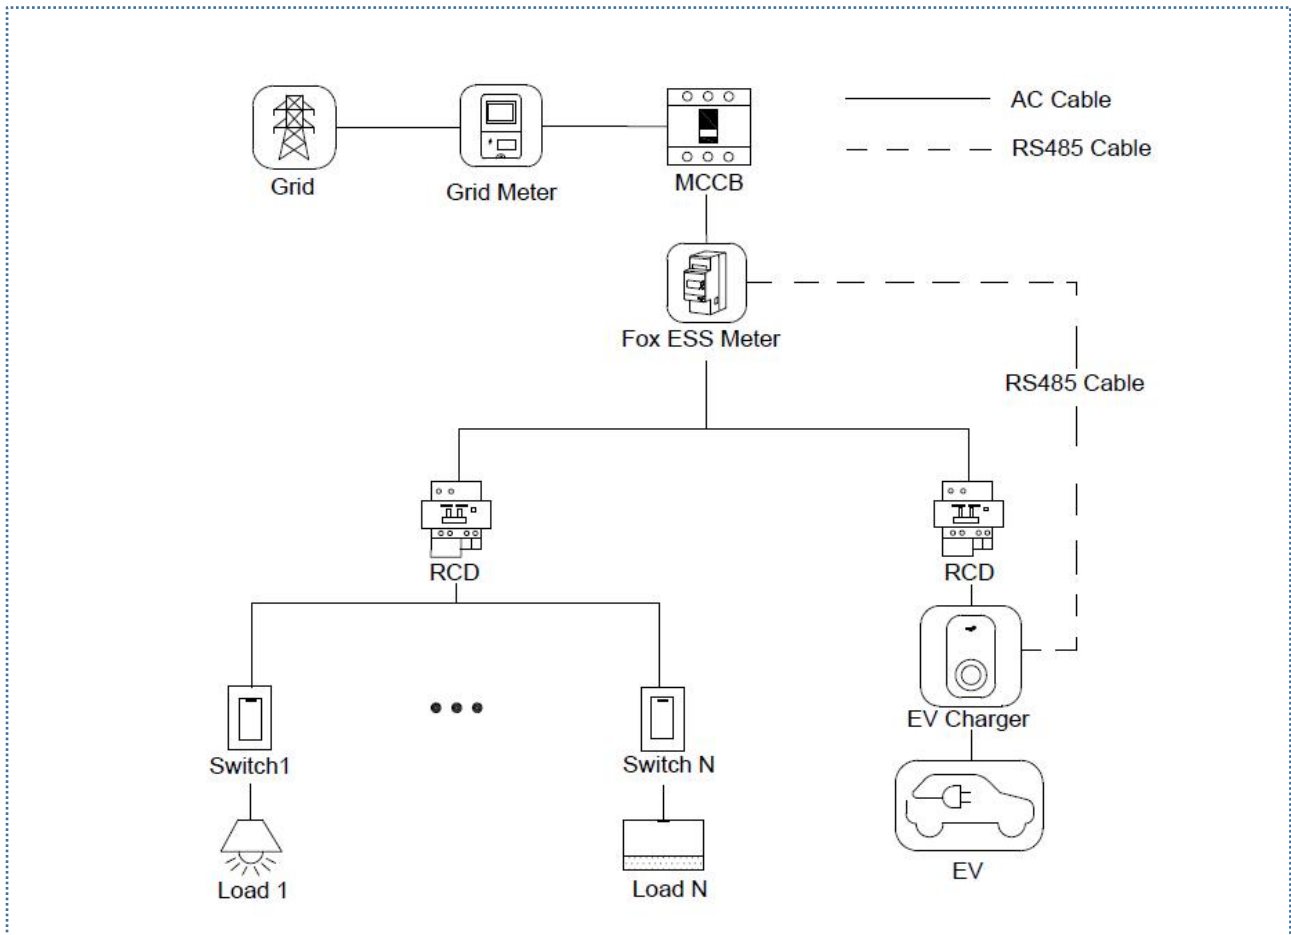 AC Cable
RS485 Cable
Grid
Grid Meter
MCCB
Fox ESS Meter
RS485 Cable
RCD
RCD
EV Charger
Switch1
Switch N
Load 1
Load N
EV